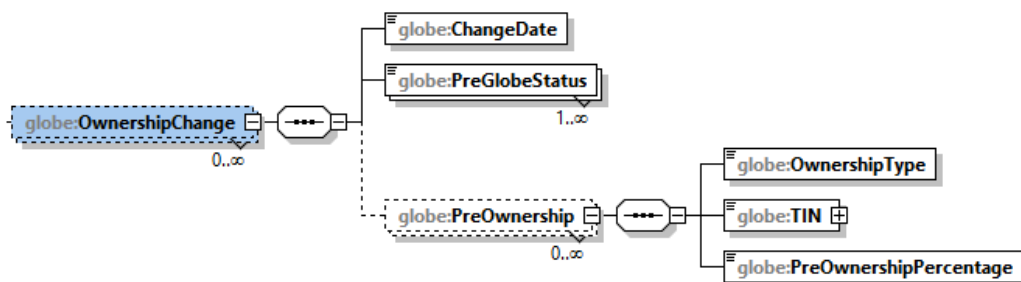 globe:ChangeDate
globe:PreGlobeStatus
1..∞
globe:OwnershipChange
0..∞
globe:PreOwnership
0..∞
globe:OwnershipType
globe:TIN
globe:PreOwnershipPercentage